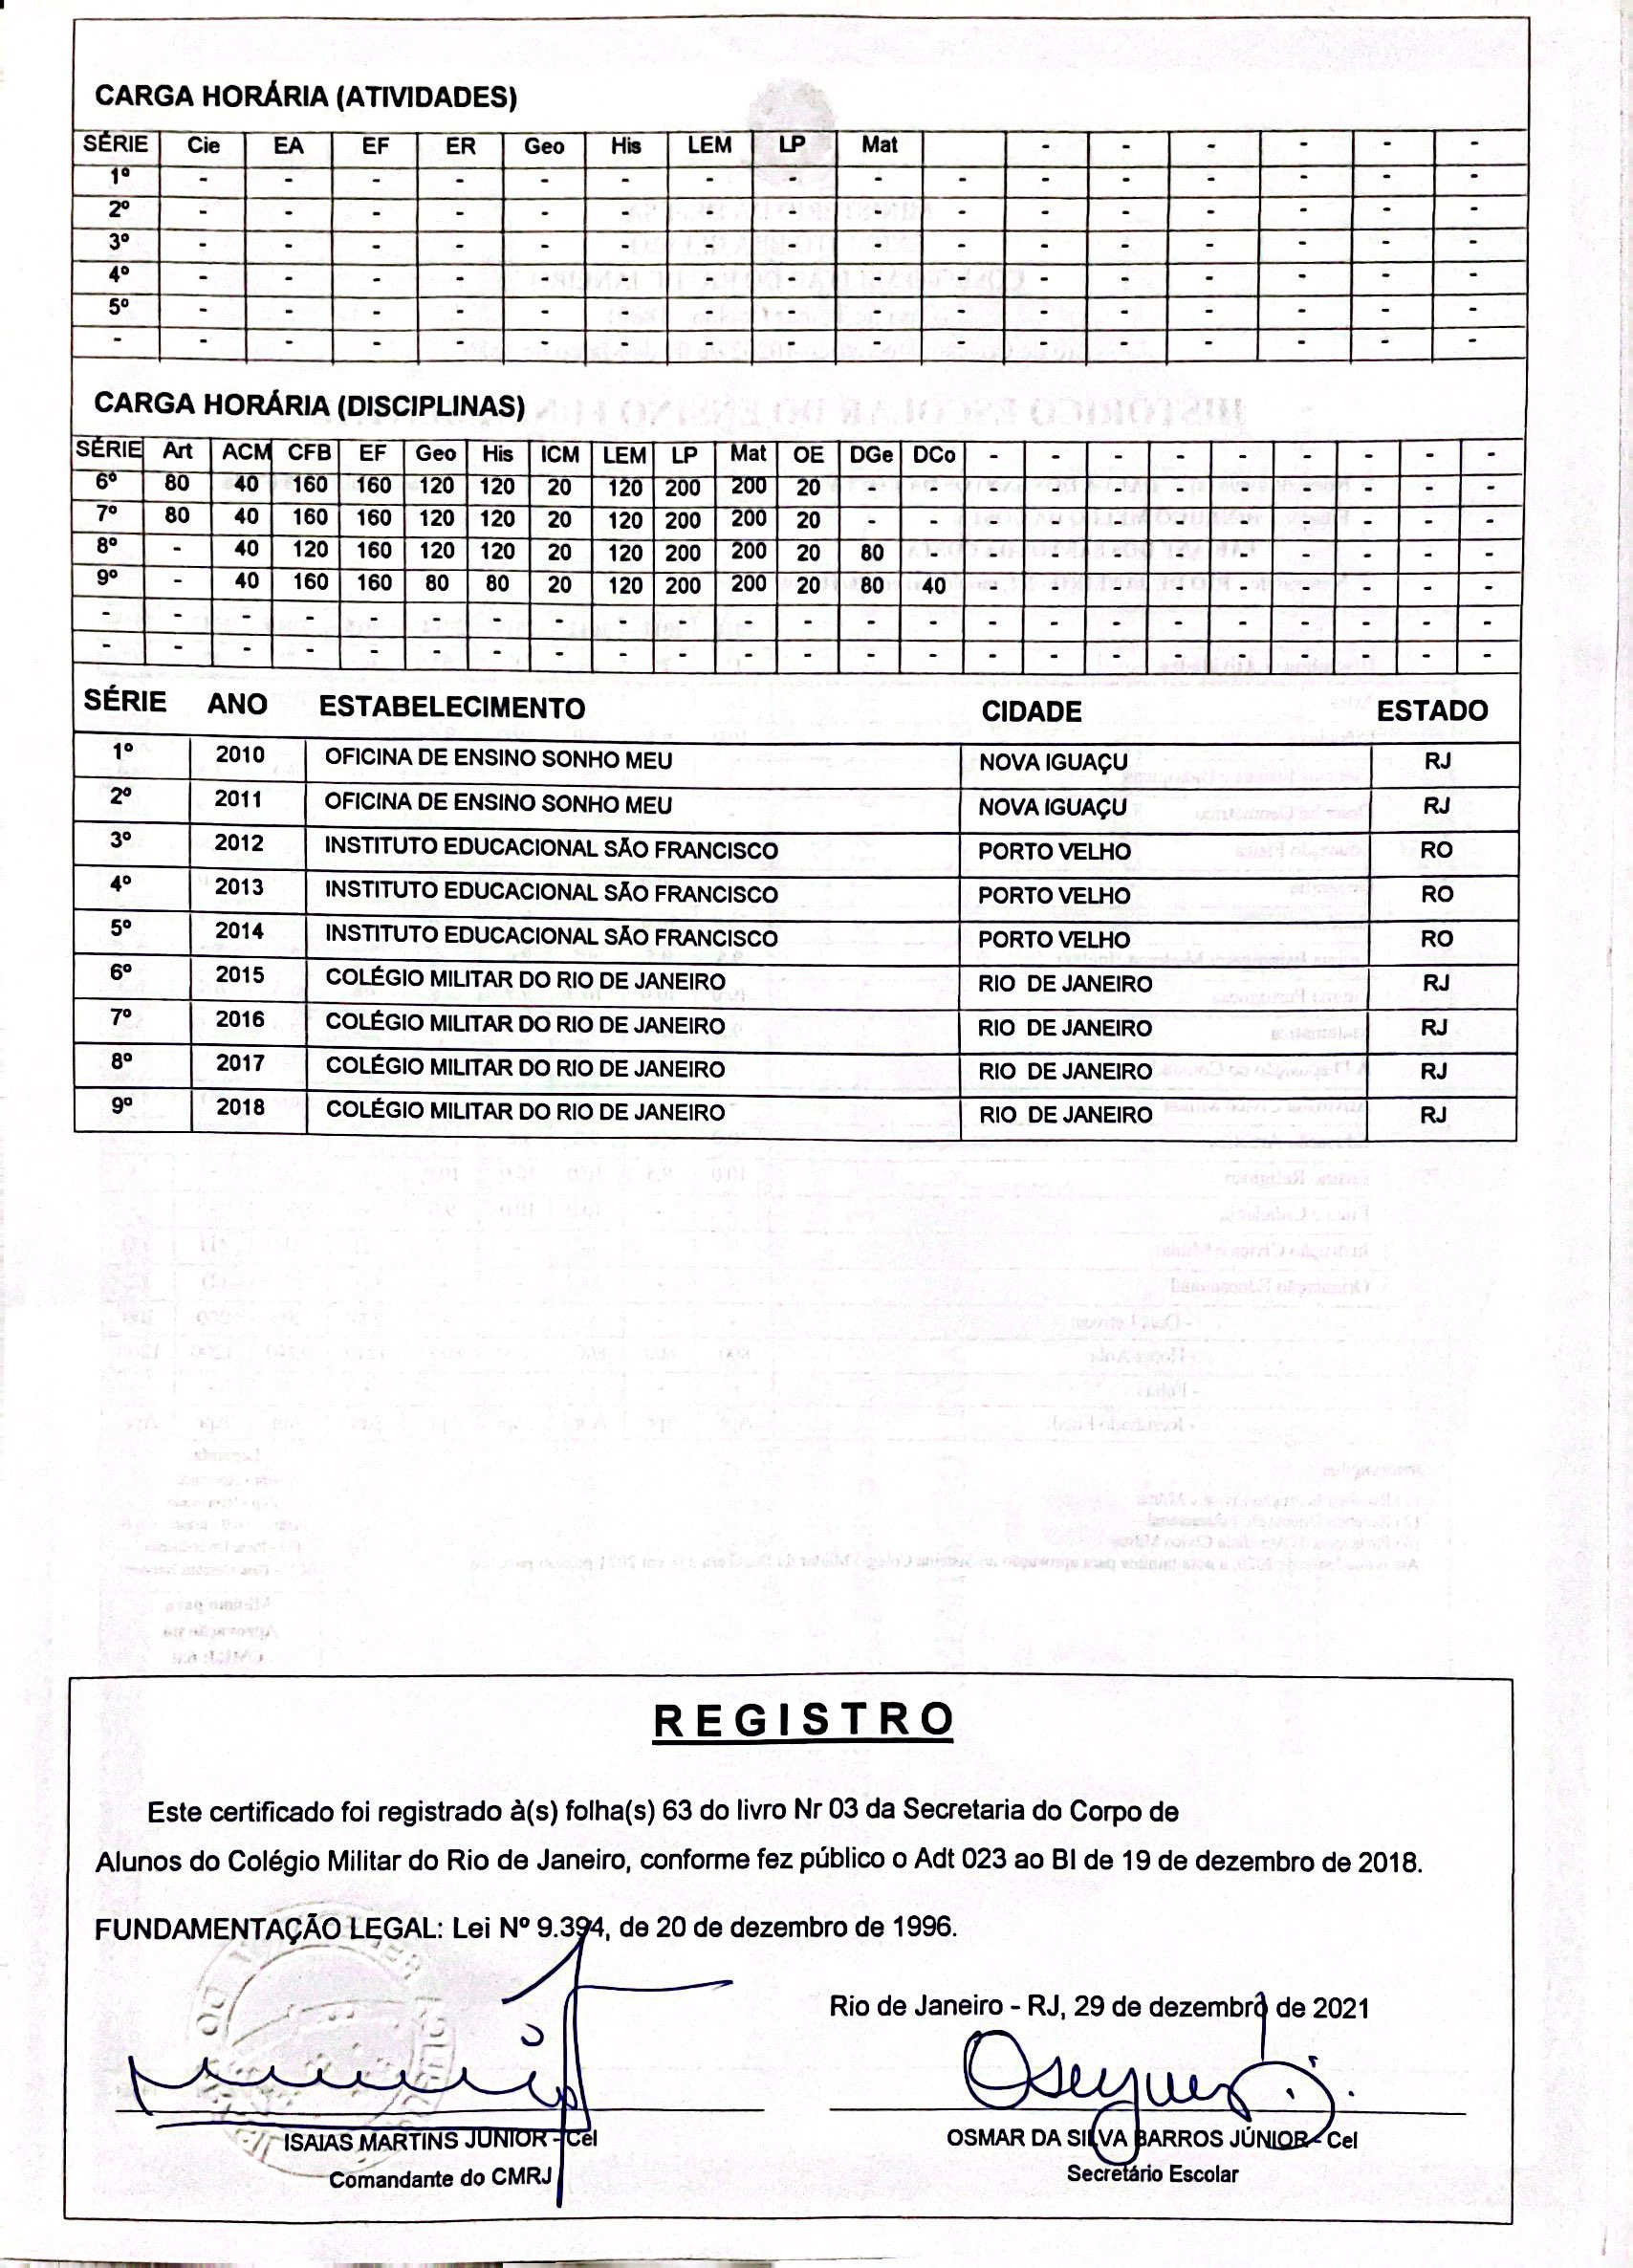 CARGA HORÁRIA (ATIVIDADES)
SÉRIE Cie EA EF ER Geo His LEM LP Mat - - - - - -
1º - - - - - - - - - - - - - - - -
2º - - - - - - - - - - - - - - - -
3º - - - - - - - - - - - - - - - -
4º - - - - - - - - - - - - - - - -
5º - - - - - - - - - - - - - - - -
- - - - - - - - - - - - - - - - -
CARGA HORÁRIA (DISCIPLINAS)
SÉRIE Art ACM CFB EF Geo His ICM LEM LP Mat OE DGe DCo - - - - - - - - -
6º 80 40 160 160 120 120 20 120 200 200 20 - - - - - - - - - - -
7º 80 40 160 160 120 120 20 120 200 200 20 - - - - - - - - - - -
8º - 40 120 160 120 120 20 120 200 200 20 80 - - - - - - - - - -
9º - 40 160 160 80 80 20 120 200 200 20 80 40 - - - - - - - - -
- - - - - - - - - - - - - - - - - - - - - - -
- - - - - - - - - - - - - - - - - - - - - - -
SÉRIE ANO ESTABELECIMENTO CIDADE ESTADO
1º 2010 OFICINA DE ENSINO SONHO MEU NOVA IGUAÇU RJ
2º 2011 OFICINA DE ENSINO SONHO MEU NOVA IGUAÇU RJ
3º 2012 INSTITUTO EDUCACIONAL SÃO FRANCISCO PORTO VELHO RO
4º 2013 INSTITUTO EDUCACIONAL SÃO FRANCISCO PORTO VELHO RO
5º 2014 INSTITUTO EDUCACIONAL SÃO FRANCISCO PORTO VELHO RO
6º 2015 COLÉGIO MILITAR DO RIO DE JANEIRO RIO DE JANEIRO RJ
7º 2016 COLÉGIO MILITAR DO RIO DE JANEIRO RIO DE JANEIRO RJ
8º 2017 COLÉGIO MILITAR DO RIO DE JANEIRO RIO DE JANEIRO RJ
9º 2018 COLÉGIO MILITAR DO RIO DE JANEIRO RIO DE JANEIRO RJ
REGISTRO
Este certificado foi registrado à(s) folha(s) 63 do livro Nr 03 da Secretaria do Corpo de
Alunos do Colégio Militar do Rio de Janeiro, conforme fez público o Adt 023 ao BI de 19 de dezembro de 2018.
FUNDAMENTAÇÃO LEGAL: Lei Nº 9.394, de 20 de dezembro de 1996.
Rio de Janeiro - RJ, 29 de dezembro de 2021
ISAIAS MARTINS JUNIOR - Cel
Comandante do CMRJ
OSMAR DA SILVA BARROS JÚNIOR - Cel
Secretário Escolar